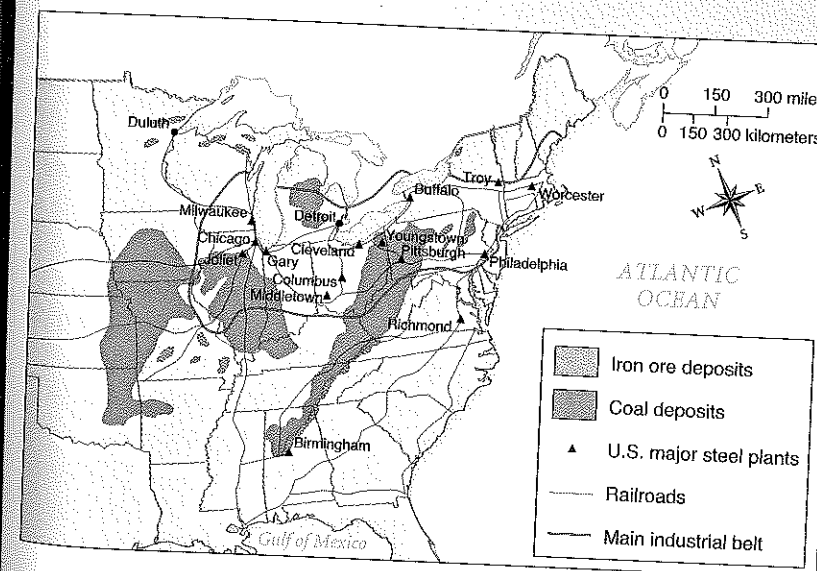 Duluth
Milwaukee
Chicago
Joliet
Gary
Detroit
Cleveland
Columbus
Middletown
Buffalo
Youngstown
Pittsburgh
Troy
Worcester
Philadelphia
Richmond
Birmingham
ATLANTIC
OCEAN
Gulf of Mexico
0 150 300 mile
0 150 300 kilometers
N
W E
S
Iron ore deposits
Coal deposits
U.S. major steel plants
Railroads
Main industrial belt